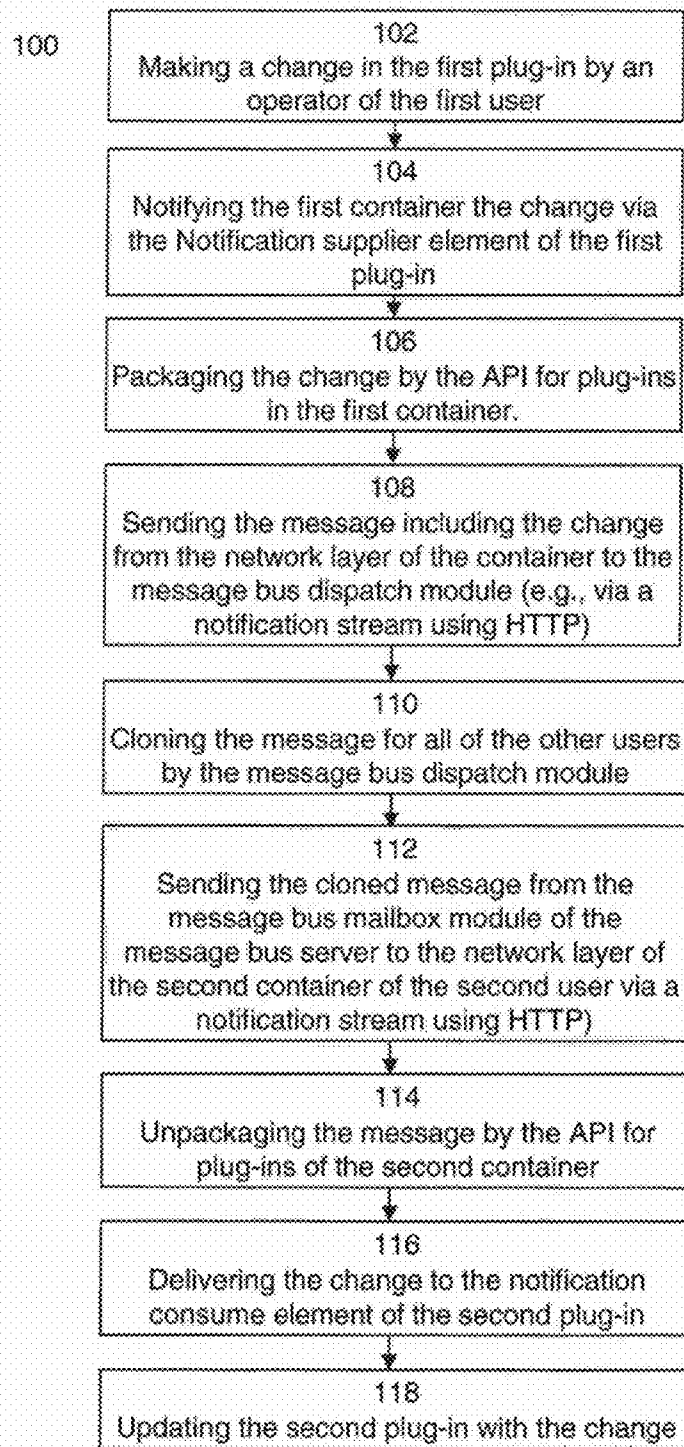 100
102
Making a change in the first plug-in by an
operator of the first user
104
Notifying the first container the change via
the Notification supplier element of the first
plug-in
106
Packaging the change by the API for plug-ins
in the first container.
108
Sending the message including the change
from the network layer of the container to the
message bus dispatch module (e.g., via a
notification stream using HTTP)
110
Cloning the message for all of the other users
by the message bus dispatch module
112
Sending the cloned message from the
message bus mailbox module of the
message bus server to the network layer of
the second container of the second user via a
notification stream using HTTP)
114
Unpackaging the message by the API for
plug-ins of the second container
116
Delivering the change to the notification
consume element of the second plug-in
118
Updating the second plug-in with the change